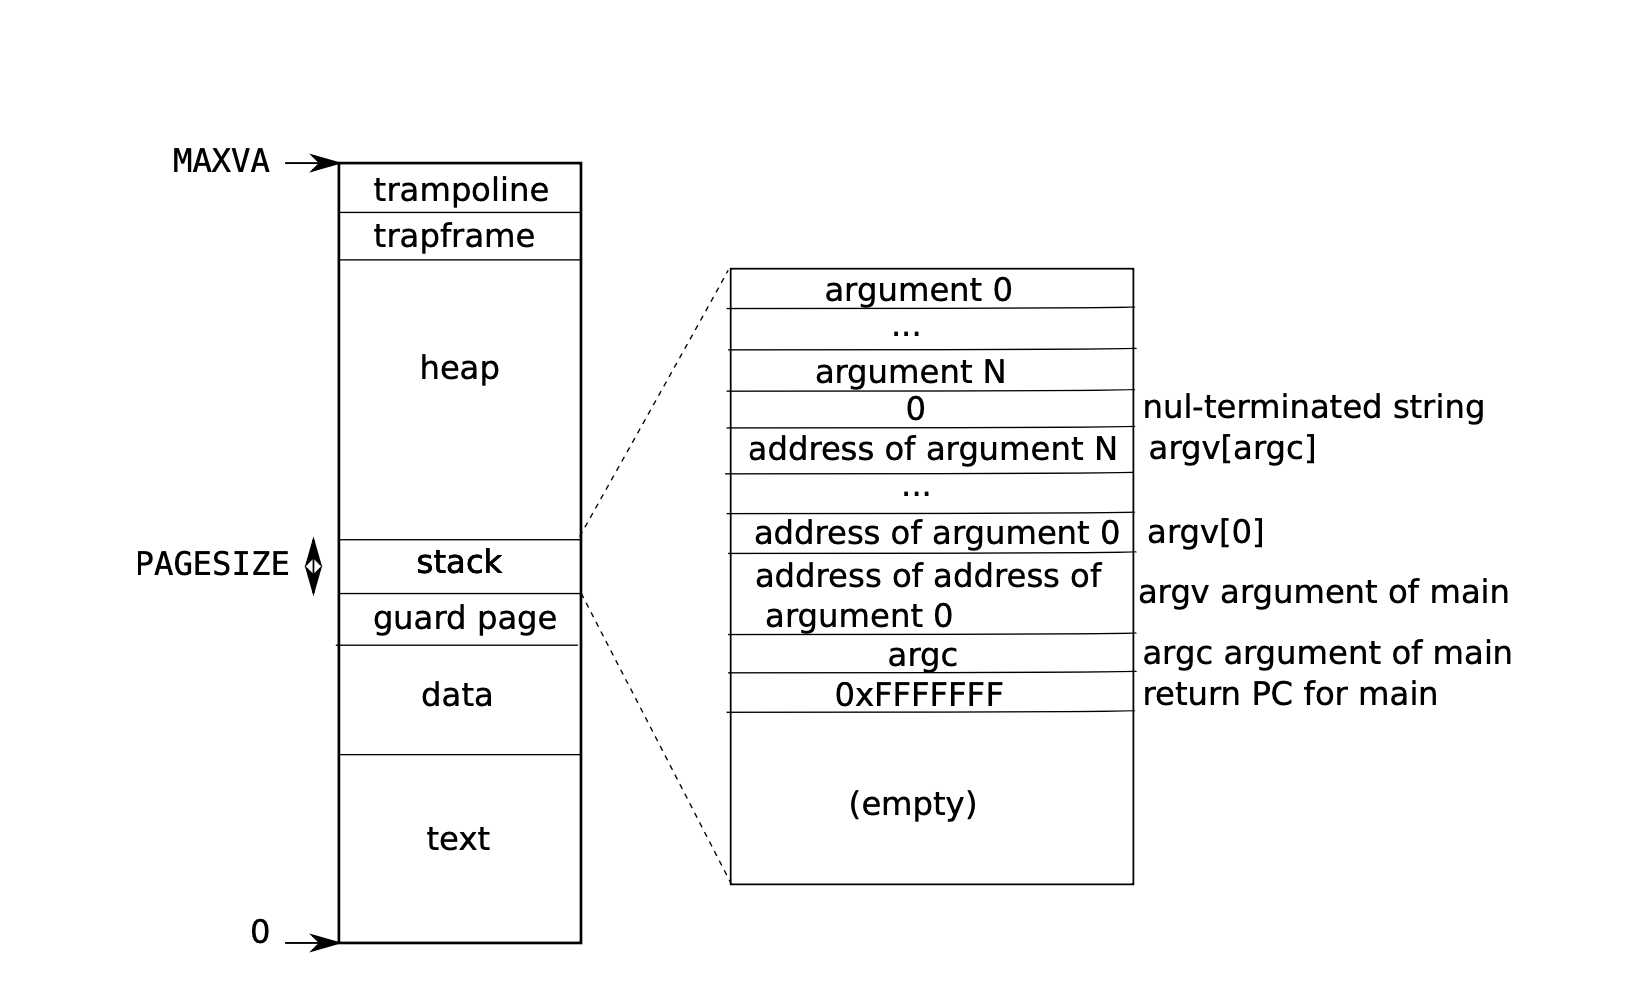 MAXVA
trampoline
trapframe
heap
PAGESIZE
stack
guard page
data
text
0
argument 0
...
argument N
0
nul-terminated string
address of argument N
argv[argc]
...
address of argument 0
argv[0]
address of address of
argument 0
argv argument of main
argc
argc argument of main
0xFFFFFFF
return PC for main
(empty)